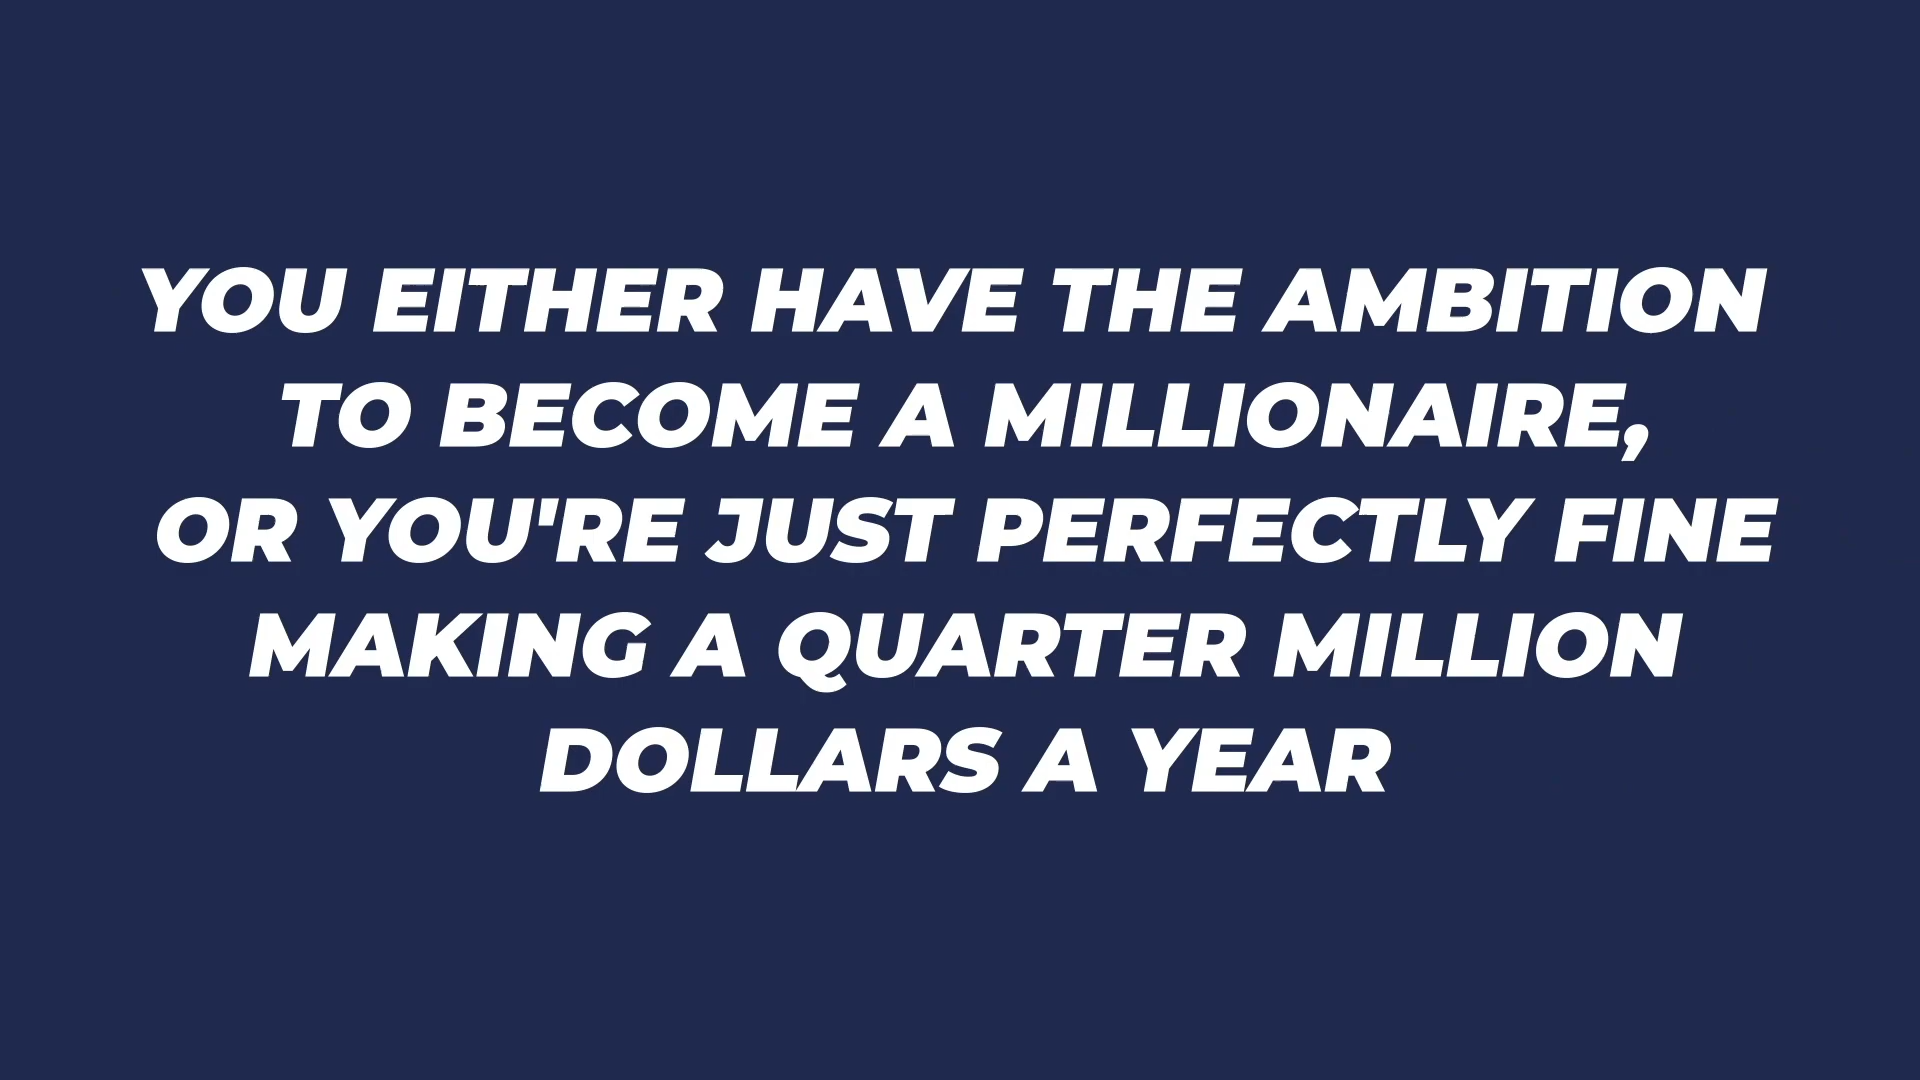 YOU EITHER HAVE THE AMBITION
TO BECOME A MILLIONAIRE,
OR YOU'RE JUST PERFECTLY FINE
MAKING A QUARTER MILLION
DOLLARS A YEAR